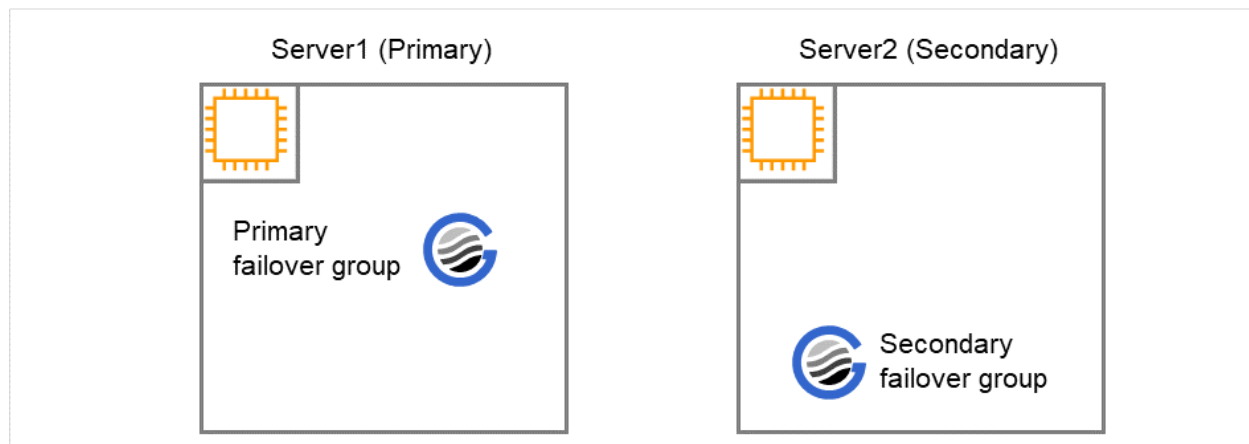 Server1 (Primary)
Server2 (Secondary)
Primary
failover group
Secondary
failover group